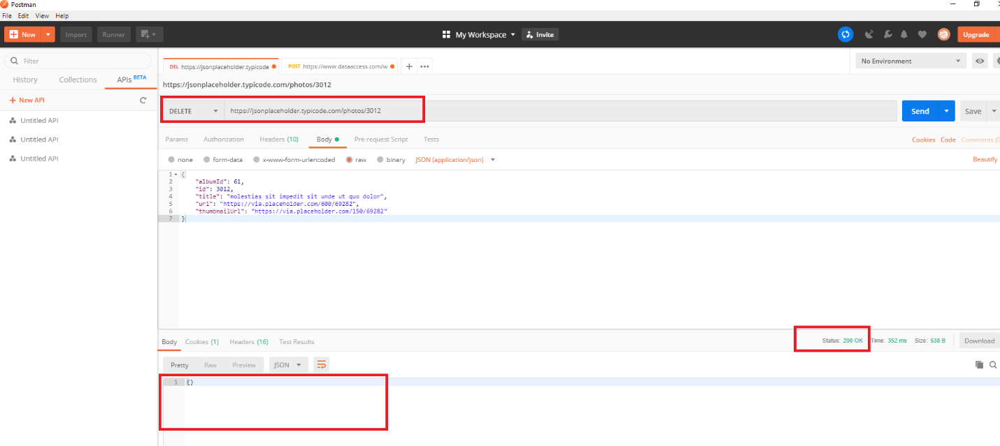 Postman
File Edit View Help
New Import Runner My Workspace Invite Upgrade
Filter
History Collections APIs BETA
New API
Untitled API
Untitled API
Untitled API
DEL https://jsonplaceholder.typicode POST https://www.dataaccess.com/w No Environment
https://jsonplaceholder.typicode.com/photos/3012
DELETE https://jsonplaceholder.typicode.com/photos/3012 Send Save
Params Authorization Headers (10) Body Pre-request Script Tests Cookies Code Comments (0
none form-data x-www-form-urlencoded raw binary JSON (application/json) Beautify
1 {
2 "albumId": 61,
3 "id": 3012,
4 "title": "molestias sit impedit sit unde ut quo dolor",
5 "url": "https://via.placeholder.com/600/69282",
6 "thumbnailUrl": "https://via.placeholder.com/150/69282"
7 }
Body Cookies (1) Headers (16) Test Results Status: 200 OK Time: 352 ms Size: 538 B Download
Pretty Raw Preview JSON
1 {}